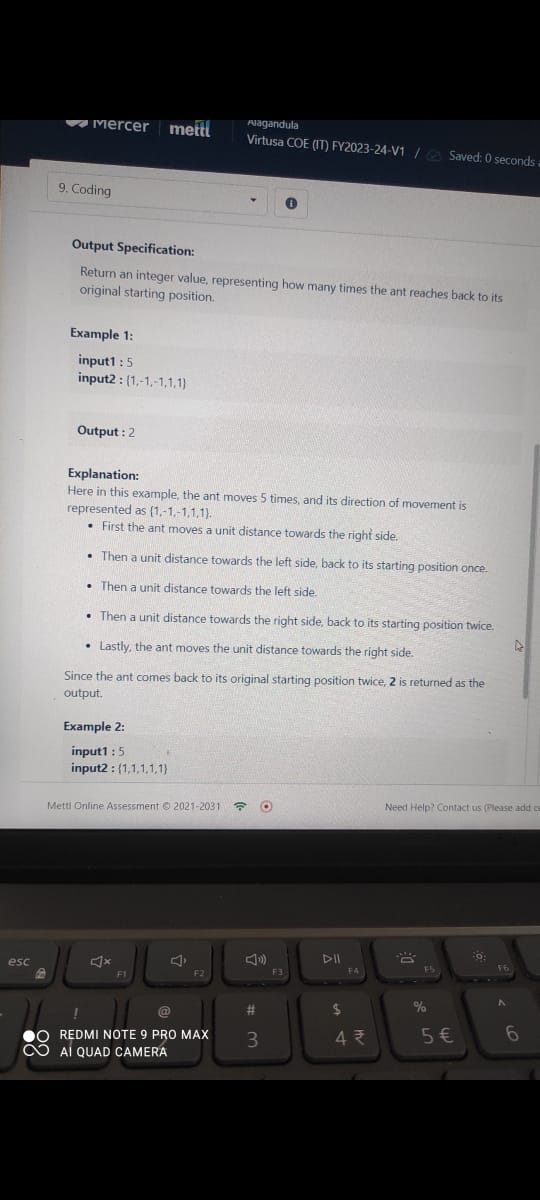 Mercer mettl
Alagandula
Virtusa COE (IT) FY2023-24-V1 / Saved: 0 seconds
9. Coding
Output Specification:
Return an integer value, representing how many times the ant reaches back to its
original starting position.
Example 1:
input1 : 5
input2 : {1,-1,-1,1,1}
Output : 2
Explanation:
Here in this example, the ant moves 5 times, and its direction of movement is
represented as {1,-1,-1,1,1}.
• First the ant moves a unit distance towards the right side.
• Then a unit distance towards the left side, back to its starting position once.
• Then a unit distance towards the left side.
• Then a unit distance towards the right side, back to its starting position twice.
• Lastly, the ant moves the unit distance towards the right side.
Since the ant comes back to its original starting position twice, 2 is returned as the
output.
Example 2:
input1 : 5
input2 : {1,1,1,1,1}
Mettl Online Assessment © 2021-2031
Need Help? Contact us (Please add
esc
F1
F2
F3
F4
F5
F6
! @ # $ % ^
3 4 ₹ 5 € 6
REDMI NOTE 9 PRO MAX
AI QUAD CAMERA